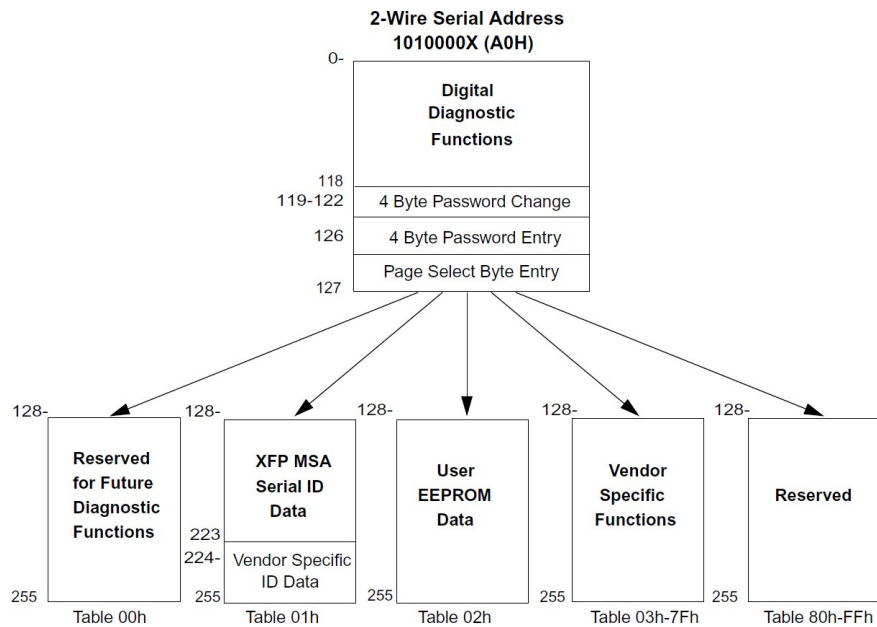 2-Wire Serial Address
1010000X (A0H)
0-
Digital
Diagnostic
Functions
118
119-122
4 Byte Password Change
126
4 Byte Password Entry
Page Select Byte Entry
127
128-
128-
128-
128-
128-
Reserved
for Future
Diagnostic
Functions
XFP MSA
Serial ID
Data
User
EEPROM
Data
Vendor
Specific
Functions
Reserved
223
224-
Vendor Specific
ID Data
255
255
255
255
255
Table 00h
Table 01h
Table 02h
Table 03h-7Fh
Table 80h-FFh